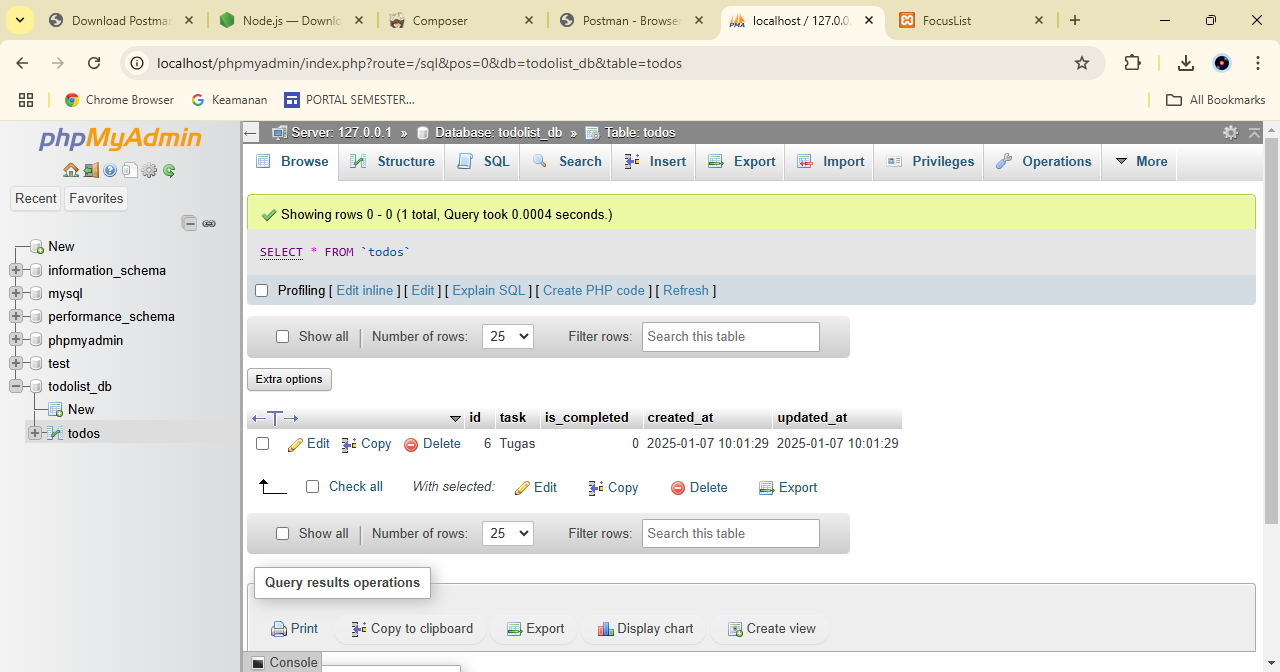 Download Postman
Node.js — Downlo
Composer
Postman - Browser
localhost / 127.0.0.
FocusList
localhost/phpmyadmin/index.php?route=/sql&pos=0&db=todolist_db&table=todos
Chrome Browser
Keamanan
PORTAL SEMESTER...
All Bookmarks
phpMyAdmin
Recent Favorites
New
information_schema
mysql
performance_schema
phpmyadmin
test
todolist_db
New
todos
Server: 127.0.0.1 » Database: todolist_db » Table: todos
Browse Structure SQL Search Insert Export Import Privileges Operations More
Showing rows 0 - 0 (1 total, Query took 0.0004 seconds.)
SELECT * FROM `todos`
Profiling [ Edit inline ] [ Edit ] [ Explain SQL ] [ Create PHP code ] [ Refresh ]
Show all Number of rows: 25 Filter rows: Search this table
Extra options
id task is_completed created_at updated_at
Edit Copy Delete 6 Tugas 0 2025-01-07 10:01:29 2025-01-07 10:01:29
Check all With selected: Edit Copy Delete Export
Show all Number of rows: 25 Filter rows: Search this table
Query results operations
Print Copy to clipboard Export Display chart Create view
Console